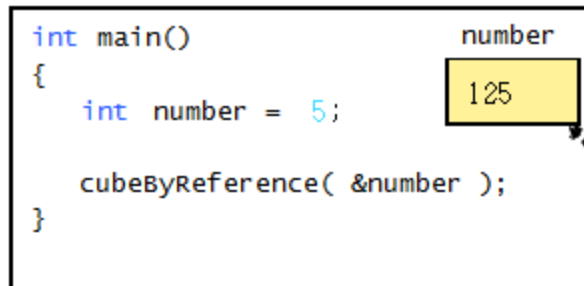 int main()
number
{
125
int number = 5;
cubeByReference( &number );
}